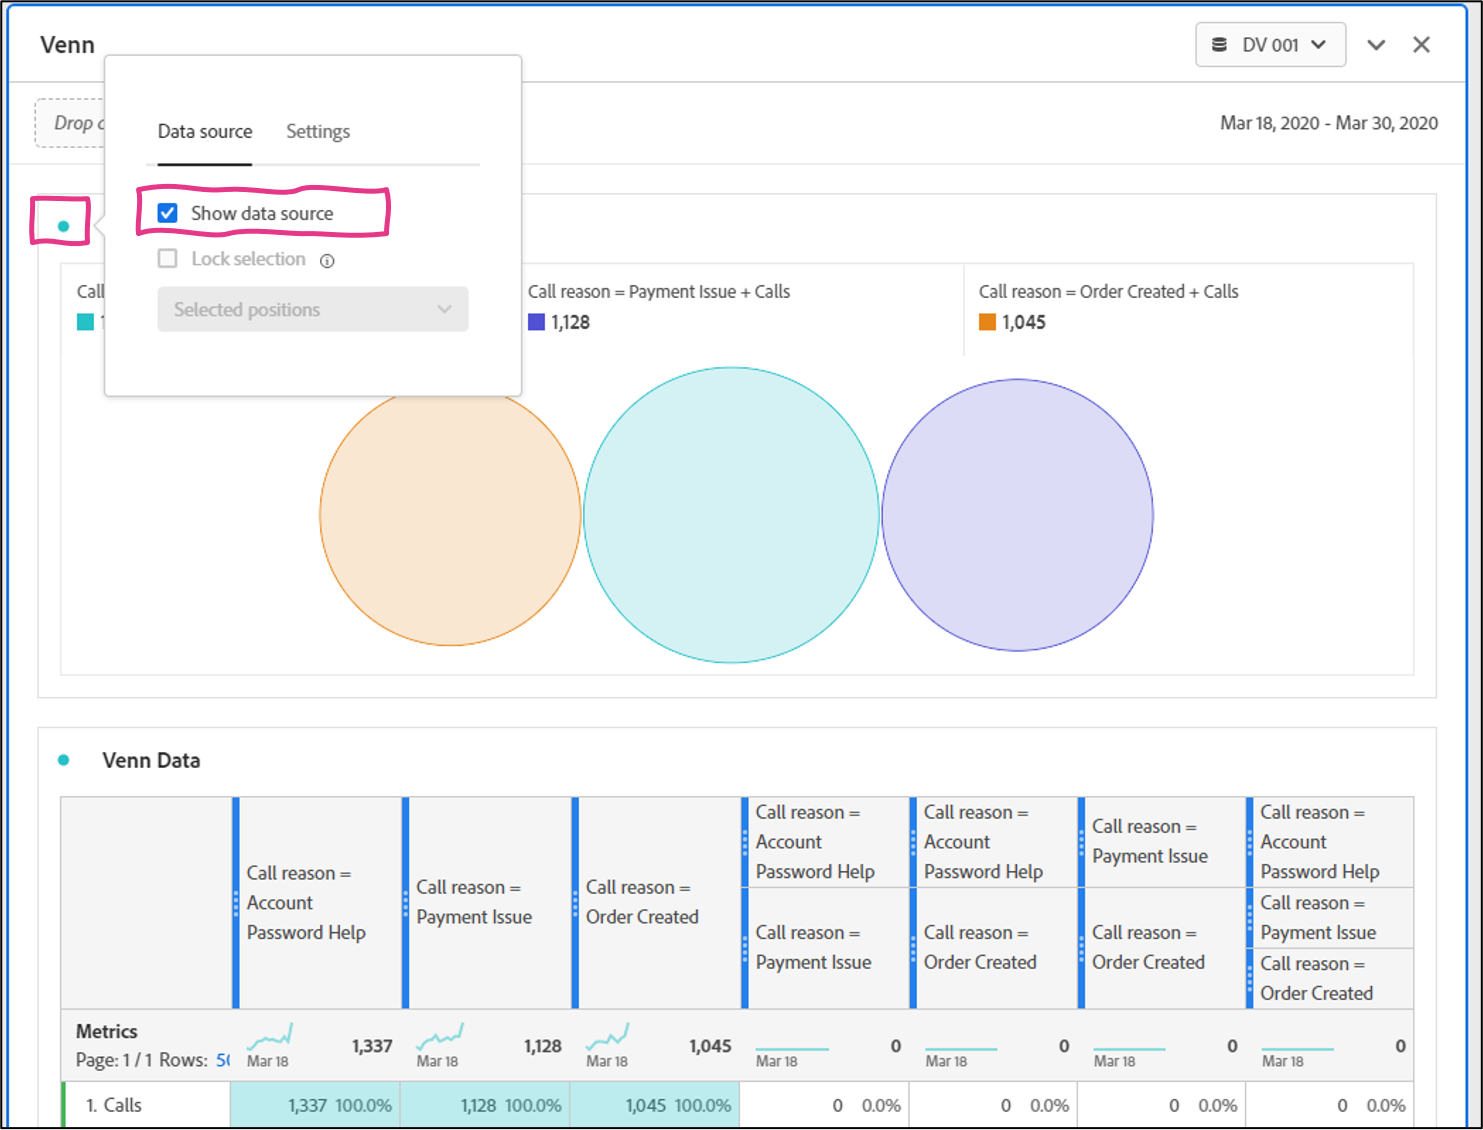 Venn
DV 001
Drop
Mar 18, 2020 - Mar 30, 2020
Data source
Settings
Show data source
Lock selection
Selected positions
Call
Call reason = Payment Issue + Calls
1,128
Call reason = Order Created + Calls
1,045
Venn Data
Call reason =
Account
Password Help
Call reason =
Payment Issue
Call reason =
Order Created
Call reason =
Account
Password Help
Call reason =
Payment Issue
Call reason =
Account
Password Help
Call reason =
Order Created
Call reason =
Payment Issue
Call reason =
Order Created
Call reason =
Account
Password Help
Call reason =
Payment Issue
Call reason =
Order Created
Metrics
Page: 1 / 1 Rows:
Mar 18
1,337
Mar 18
1,128
Mar 18
1,045
Mar 18
0
Mar 18
0
Mar 18
0
Mar 18
0
1. Calls
1,337 100.0%
1,128 100.0%
1,045 100.0%
0 0.0%
0 0.0%
0 0.0%
0 0.0%